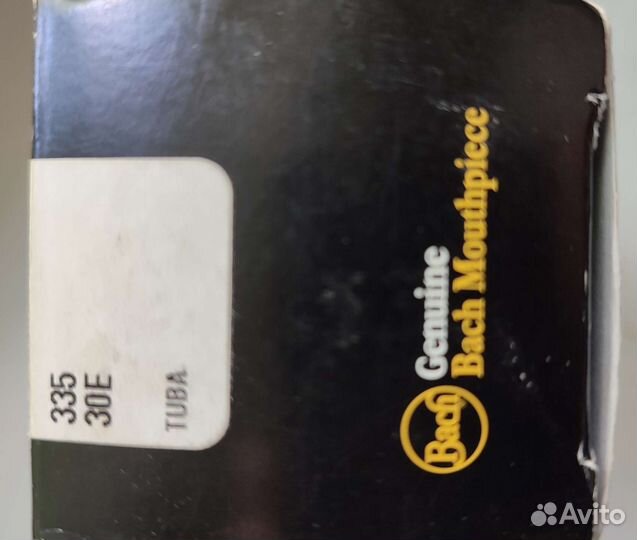 335
30E
TUBA
Bach
Genuine
Bach Mouthpiece
Avito